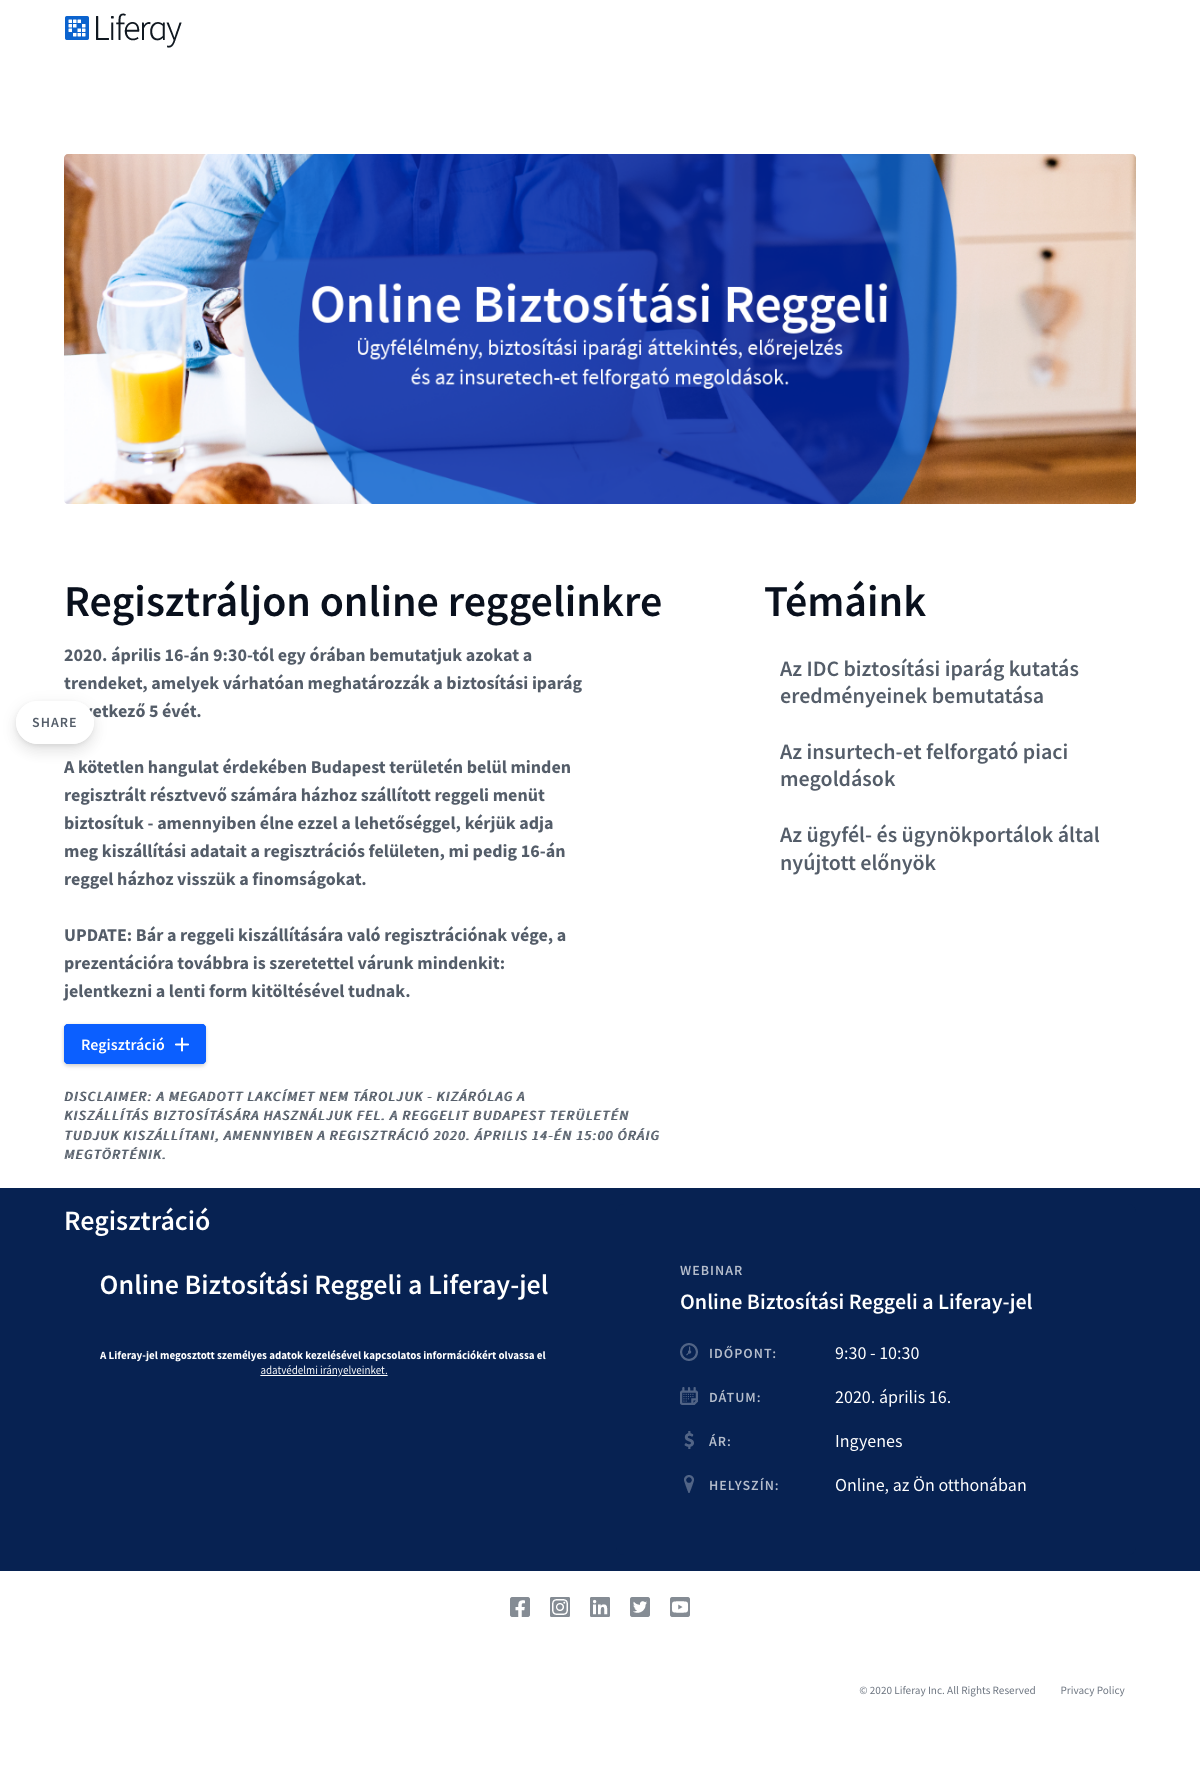 Liferay
Online Biztosítási Reggeli
Ügyfélélmény, biztosítási iparági áttekintés, előrejelzés
és az insuretech-et felforgató megoldások.
Regisztráljon online reggelinkre
2020. április 16-án 9:30-tól egy órában bemutatjuk azokat a
trendeket, amelyek várhatóan meghatározzák a biztosítási iparág
évét.
SHARE
A kötetlen hangulat érdekében Budapest területén belül minden
regisztrált résztvevő számára házhoz szállított reggeli menüt
biztosítuk - amennyiben élne ezzel a lehetőséggel, kérjük adja
meg kiszállítási adatait a regisztrációs felületen, mi pedig 16-án
reggel házhoz visszük a finomságokat.
UPDATE: Bár a reggeli kiszállítására való regisztrációnak vége, a
prezentációra továbbra is szeretettel várunk mindenkit:
jelentkezni a lenti form kitöltésével tudnak.
Regisztráció
DISCLAIMER: A MEGADOTT LAKCÍMET NEM TÁROLJUK - KIZÁRÓLAG A
KISZÁLLÍTÁS BIZTOSÍTÁSÁRA HASZNÁLJUK FEL. A REGGELIT BUDAPEST TERÜLETÉN
TUDJUK KISZÁLLÍTANI, AMENNYIBEN A REGISZTRÁCIÓ 2020. ÁPRILIS 14-ÉN 15:00 ÓRÁIG
MEGTÖRTÉNIK.
Témáink
Az IDC biztosítási iparág kutatás
eredményeinek bemutatása
Az insurtech-et felforgató piaci
megoldások
Az ügyfél- és ügynökportálok által
nyújtott előnyök
Regisztráció
Online Biztosítási Reggeli a Liferay-jel
A Liferay-jel megosztott személyes adatok kezelésével kapcsolatos információkért olvassa el
adatvédelmi irányelveinket.
WEBINAR
Online Biztosítási Reggeli a Liferay-jel
IDŐPONT: 9:30 - 10:30
DÁTUM: 2020. április 16.
ÁR: Ingyenes
HELYSZÍN: Online, az Ön otthonában
© 2020 Liferay Inc. All Rights Reserved Privacy Policy